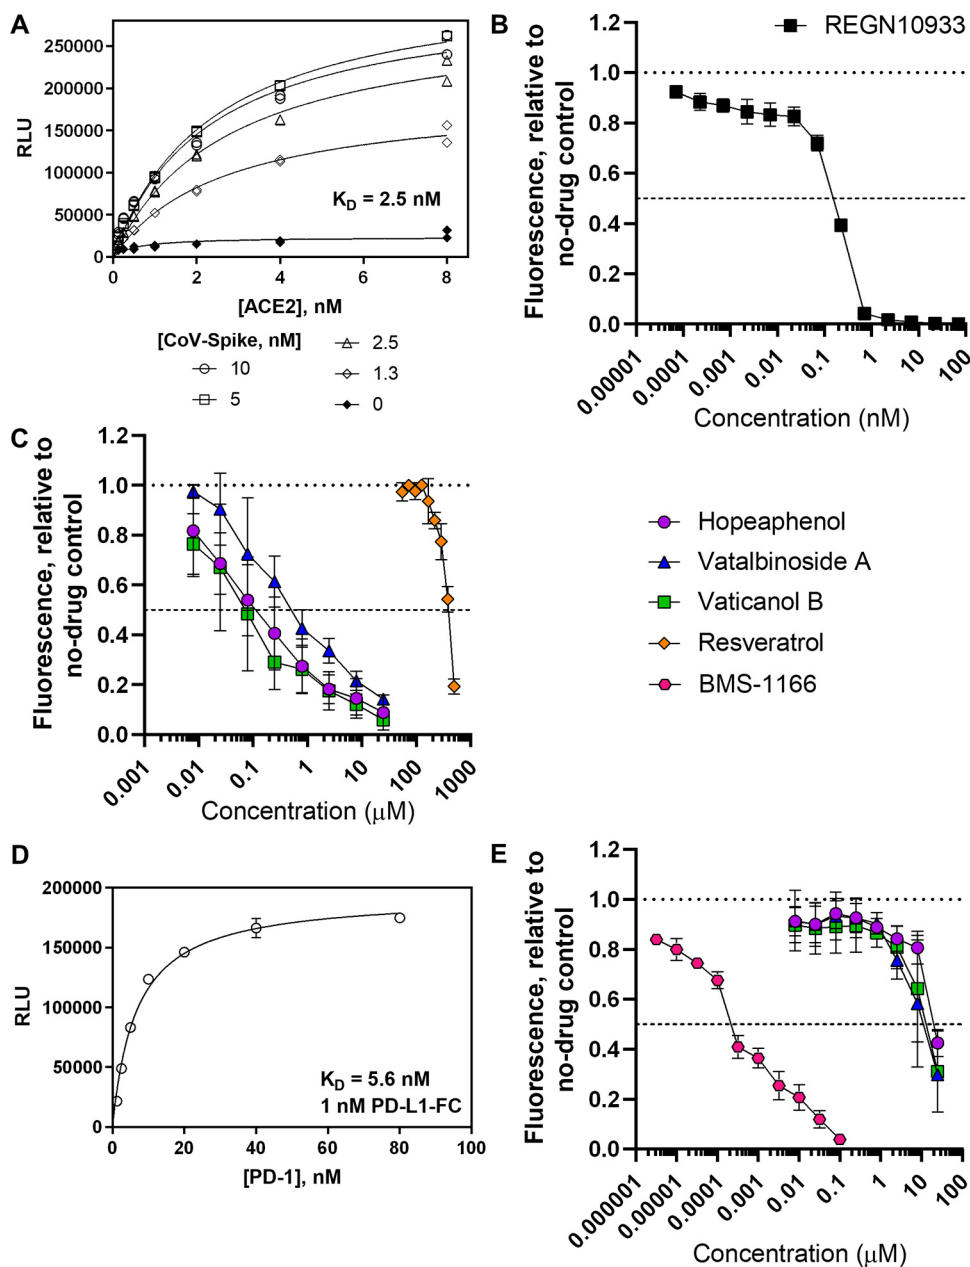 A
RLU
250000
200000
150000
100000
50000
0
K_D = 2.5 nM
0 2 4 6 8
[ACE2], nM
[CoV-Spike, nM]
10
5
2.5
1.3
0
B
REGN10933
Fluorescence, relative to
no-drug control
1.2
1.0
0.8
0.6
0.4
0.2
0.0
0.00001 0.0001 0.001 0.01 0.1 1 10 100
Concentration (nM)
C
Fluorescence, relative to
no-drug control
1.2
1.0
0.8
0.6
0.4
0.2
0.0
0.001 0.01 0.1 1 10 100 1000
Concentration (μM)
Hopeaphenol
Vatalbinoside A
Vaticanol B
Resveratrol
BMS-1166
D
RLU
200000
150000
100000
50000
0
K_D = 5.6 nM
1 nM PD-L1-FC
0 20 40 60 80 100
[PD-1], nM
E
Fluorescence, relative to
no-drug control
1.2
1.0
0.8
0.6
0.4
0.2
0.0
0.000001 0.00001 0.0001 0.001 0.01 0.1 1 10 100
Concentration (μM)